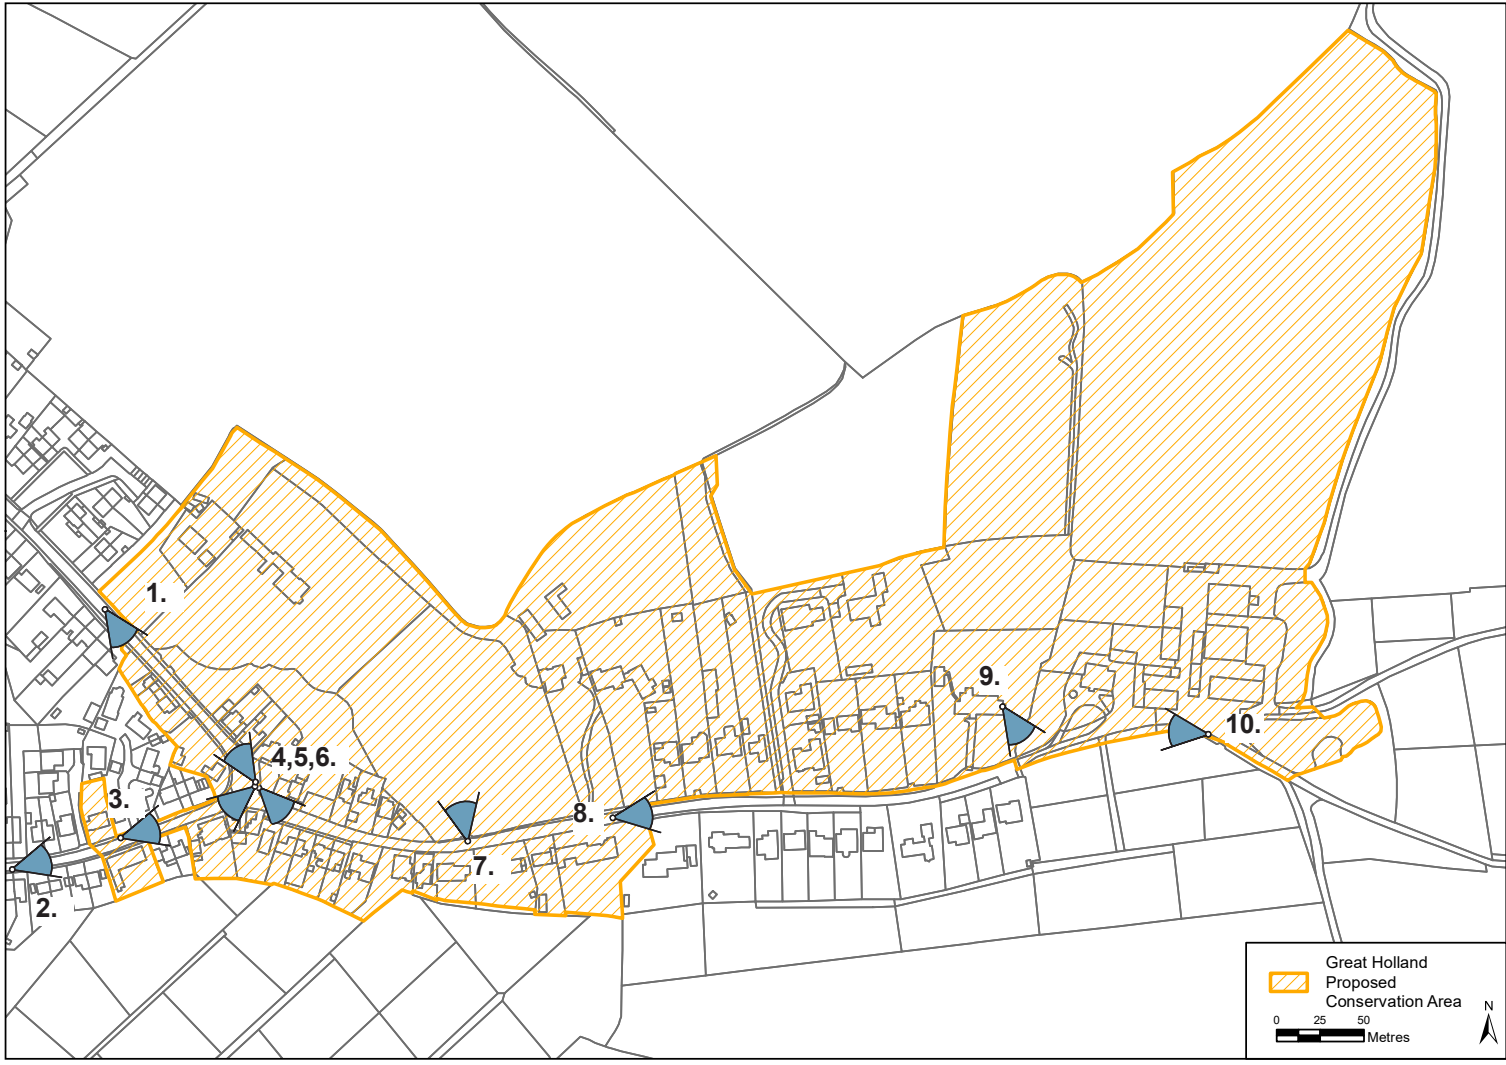 1.
9.
10.
4,5,6.
3.
8.
7.
2.
Great Holland
Proposed
Conservation Area
N
0 25 50
Metres